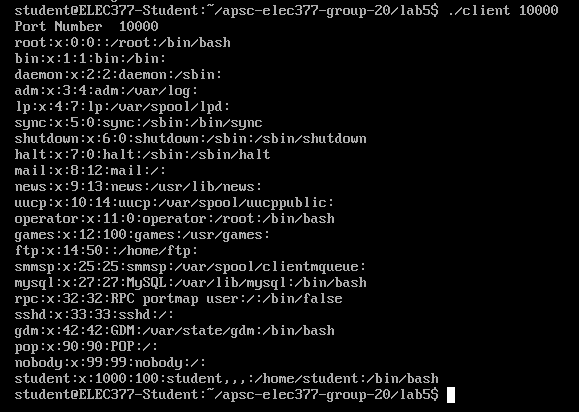 student@ELEC377-Student:~/apsc-elec377-group-20/lab5$ ./client 10000
Port Number  10000
root:x:0:0::/root:/bin/bash
bin:x:1:1:bin:/bin:
daemon:x:2:2:daemon:/sbin:
adm:x:3:4:adm:/var/log:
lp:x:4:7:lp:/var/spool/lpd:
sync:x:5:0:sync:/sbin:/bin/sync
shutdown:x:6:0:shutdown:/sbin:/sbin/shutdown
halt:x:7:0:halt:/sbin:/sbin/halt
mail:x:8:12:mail:/:
news:x:9:13:news:/usr/lib/news:
uucp:x:10:14:uucp:/var/spool/uucppublic:
operator:x:11:0:operator:/root:/bin/bash
games:x:12:100:games:/usr/games:
ftp:x:14:50::/home/ftp:
smmsp:x:25:25:smmsp:/var/spool/clientmqueue:
mysql:x:27:27:MySQL:/var/lib/mysql:/bin/bash
rpc:x:32:32:RPC portmap user:/:/bin/false
sshd:x:33:33:sshd:/:
gdm:x:42:42:GDM:/var/state/gdm:/bin/bash
pop:x:90:90:POP:/:
nobody:x:99:99:nobody:/:
student:x:1000:100:student,,,:/home/student:/bin/bash
student@ELEC377-Student:~/apsc-elec377-group-20/lab5$